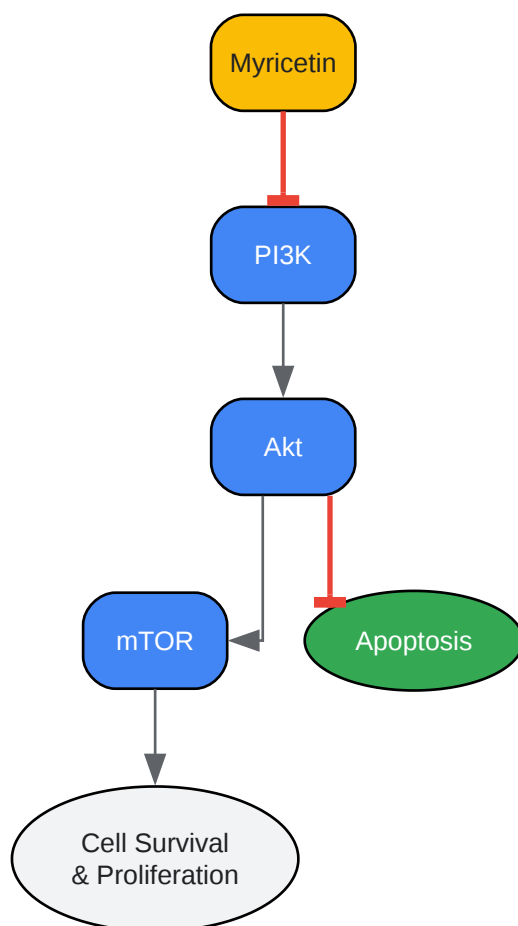 Myricetin
PI3K
Akt
mTOR
Apoptosis
Cell Survival
& Proliferation